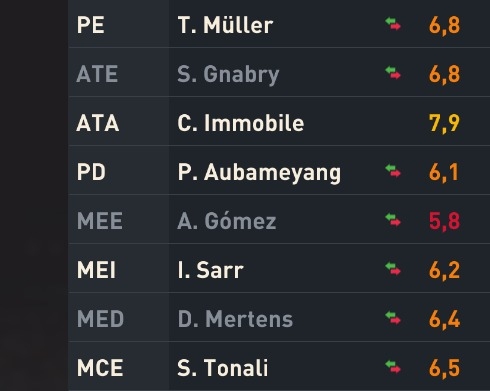 PE T. Müller 6,8
ATE S. Gnabry 6,8
ATA C. Immobile 7,9
PD P. Aubameyang 6,1
MEE A. Gómez 5,8
MEI I. Sarr 6,2
MED D. Mertens 6,4
MCE S. Tonali 6,5